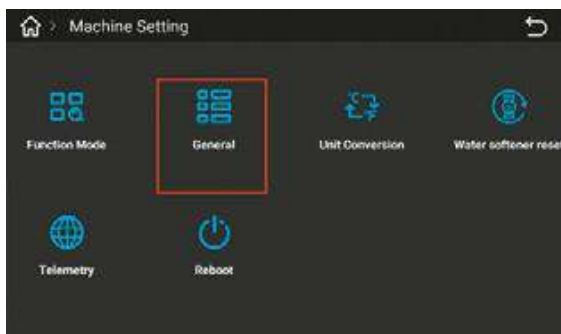 > Machine Setting
Function Mode
General
Unit Conversion
Water softener rese
Telemetry
Reboot